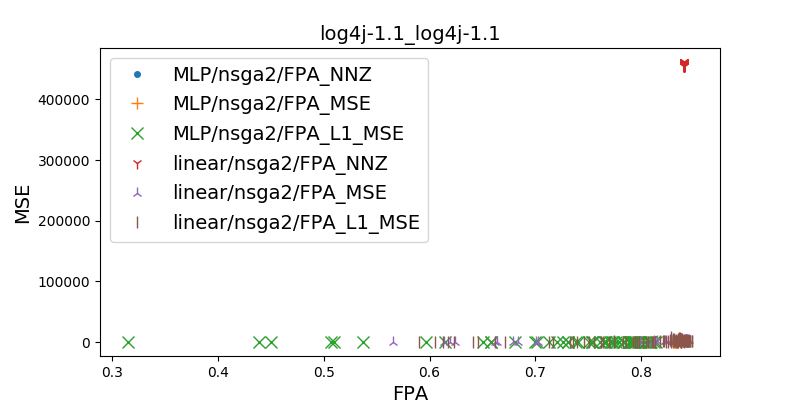 log4j-1.1_log4j-1.1
MSE
400000
300000
200000
100000
0
MLP/nsga2/FPA_NNZ
MLP/nsga2/FPA_MSE
MLP/nsga2/FPA_L1_MSE
linear/nsga2/FPA_NNZ
linear/nsga2/FPA_MSE
linear/nsga2/FPA_L1_MSE
0.3 0.4 0.5 0.6 0.7 0.8
FPA